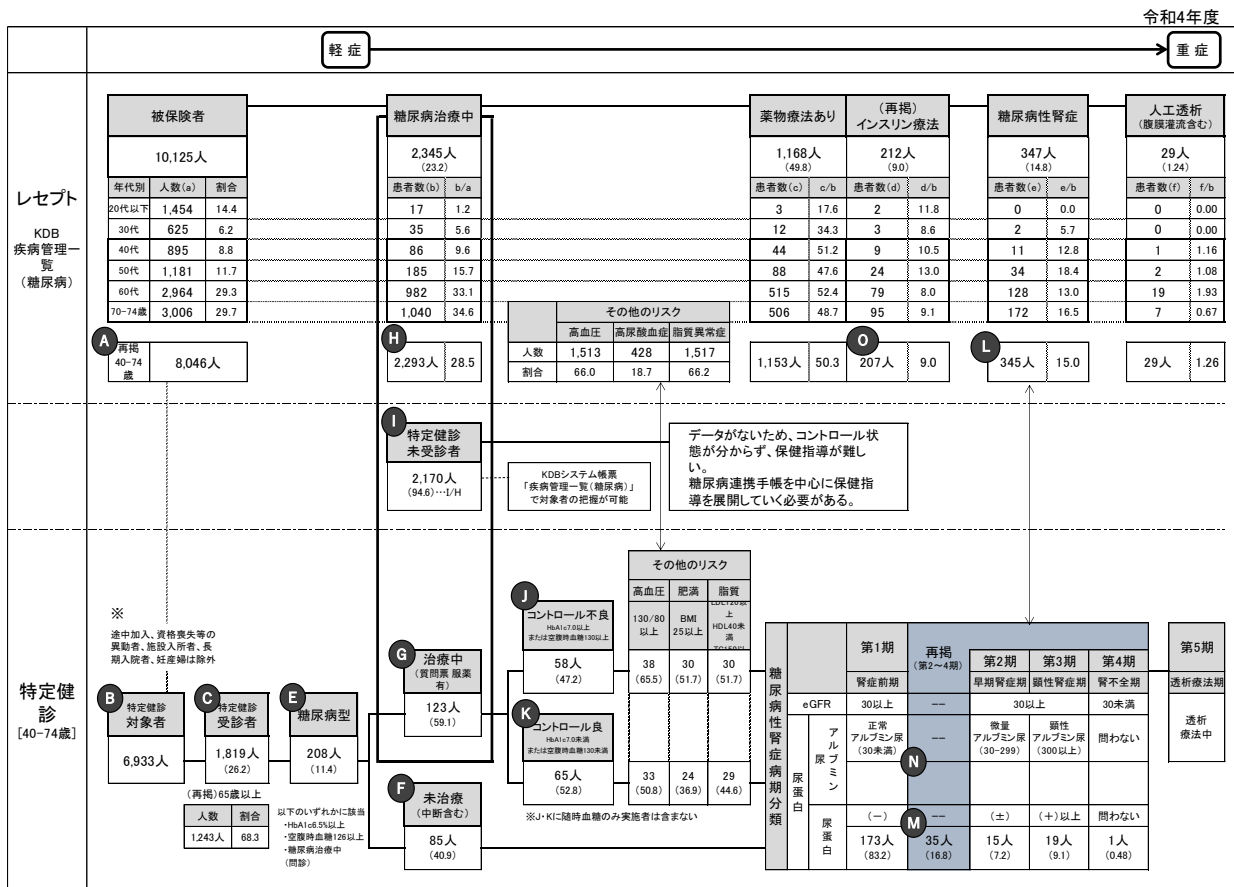 令和4年度
軽 症
重 症
レセプト
KDB
疾病管理一
覧
(糖尿病)
被保険者
10,125人
年代別 人数(a) 割合
20代以下 1,454 14.4
30代 625 6.2
40代 895 8.8
50代 1,181 11.7
60代 2,964 29.3
70-74歳 3,006 29.7
A
再掲
40-74
歳
8,046人
糖尿病治療中
2,345人
(23.2)
患者数(b) b/a
17 1.2
35 5.6
86 9.6
185 15.7
982 33.1
1,040 34.6
H
2,293人 28.5
その他のリスク
高血圧 高尿酸血症 脂質異常症
人数 1,513 428 1,517
割合 66.0 18.7 66.2
薬物療法あり
1,168人
(49.8)
患者数(c) c/b
3 17.6
12 34.3
44 51.2
88 47.6
515 52.4
506 48.7
1,153人 50.3
(再掲)
インスリン療法
212人
(9.0)
患者数(d) d/b
2 11.8
3 8.6
9 10.5
24 13.0
79 8.0
95 9.1
O
207人 9.0
糖尿病性腎症
347人
(14.8)
患者数(e) e/b
0 0.0
2 5.7
11 12.8
34 18.4
128 13.0
172 16.5
L
345人 15.0
人工透析
(腹膜灌流含む)
29人
(1.24)
患者数(f) f/b
0 0.00
0 0.00
1 1.16
2 1.08
19 1.93
7 0.67
29人 1.26
I
特定健診
未受診者
2,170人
(94.6)…I/H
KDBシステム帳票
「疾病管理一覧(糖尿病)」
で対象者の把握が可能
データがないため、コントロール状
態が分からず、保健指導が難し
い。
糖尿病連携手帳を中心に保健指
導を展開していく必要がある。
特定健
診
[40-74歳]
※
途中加入、資格喪失等の
異動者、施設入所者、長
期入院者、妊産婦は除外
B
特定健診
対象者
6,933人
C
特定健診
受診者
1,819人
(26.2)
(再掲)65歳以上
人数 割合
1,243人 68.3
E
糖尿病型
208人
(11.4)
以下のいずれかに該当
・HbA1c6.5%以上
・空腹時血糖126以上
・糖尿病治療中
(問診)
G
治療中
(質問票 服薬
有)
123人
(59.1)
F
未治療
(中断含む)
85人
(40.9)
J
コントロール不良
HbA1c7.0以上
または空腹時血糖130以上
58人
(47.2)
K
コントロール良
HbA1c7.0未満
または空腹時血糖130未満
65人
(52.8)
その他のリスク
高血圧 肥満 脂質
130/80
以上
BMI
25以上
LDL120以
上
HDL40未
満
38 30 30
(65.5) (51.7) (51.7)
33 24 29
(50.8) (36.9) (44.6)
※J・Kに随時血糖のみ実施者は含まない
糖尿病性腎症病期分類
第1期
腎症前期
再掲
(第2~4期)
第2期
早期腎症期
第3期
顕性腎症期
第4期
腎不全期
第5期
透析療法期
eGFR 30以上 -- 30以上 30未満
尿蛋白
尿アルブミン
正常
アルブミン尿
(30未満)
--
微量
アルブミン尿
(30-299)
顕性
アルブミン尿
(300以上)
問わない
透析
療法中
N
尿蛋白
(-) -- (±) (+)以上 問わない
M
173人 35人 15人 19人 1人
(83.2) (16.8) (7.2) (9.1) (0.48)